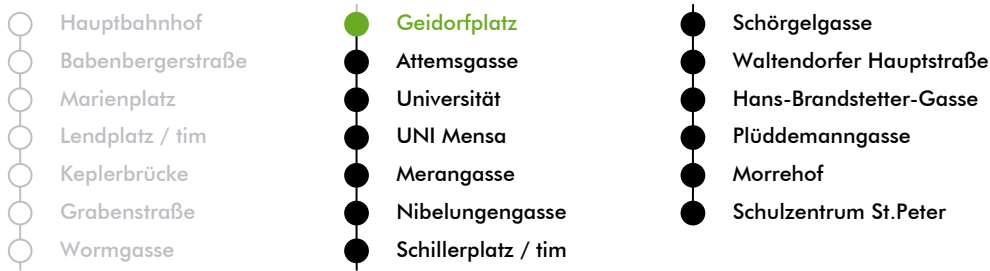 Hauptbahnhof
Babenbergerstraße
Marienplatz
Lendplatz / tim
Keplerbrücke
Grabenstraße
Wormgasse
Geidorfplatz
Attemsgasse
Universität
UNI Mensa
Merangasse
Nibelungengasse
Schillerplatz / tim
Schörgelgasse
Waltendorfer Hauptstraße
Hans-Brandstetter-Gasse
Plüddemanngasse
Morrehof
Schulzentrum St.Peter